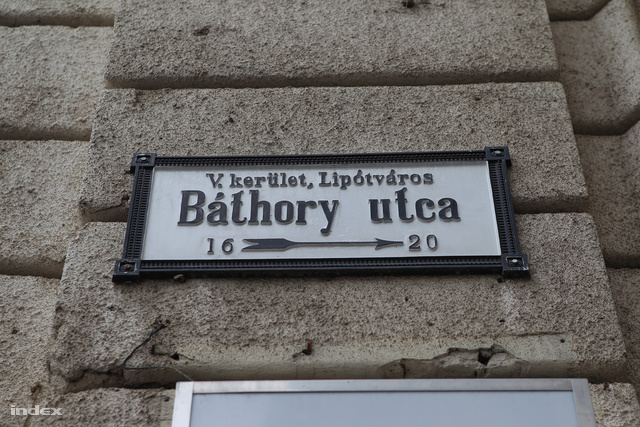 V. kerület, Lipótváros
Báthory utca
16 20
index